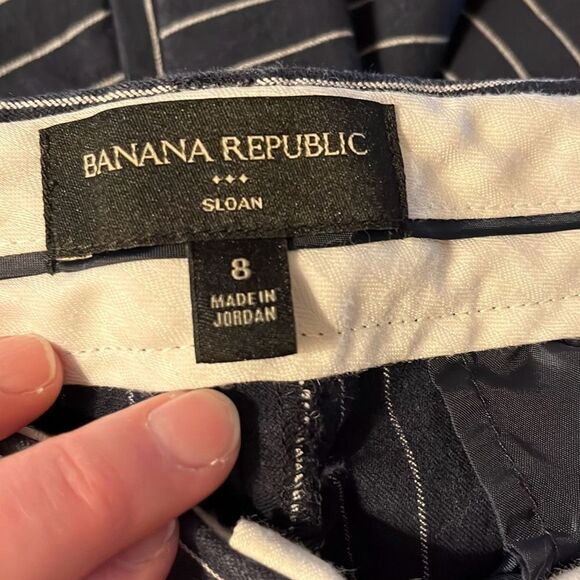 BANANA REPUBLIC
SLOAN
8
MADE IN
JORDAN